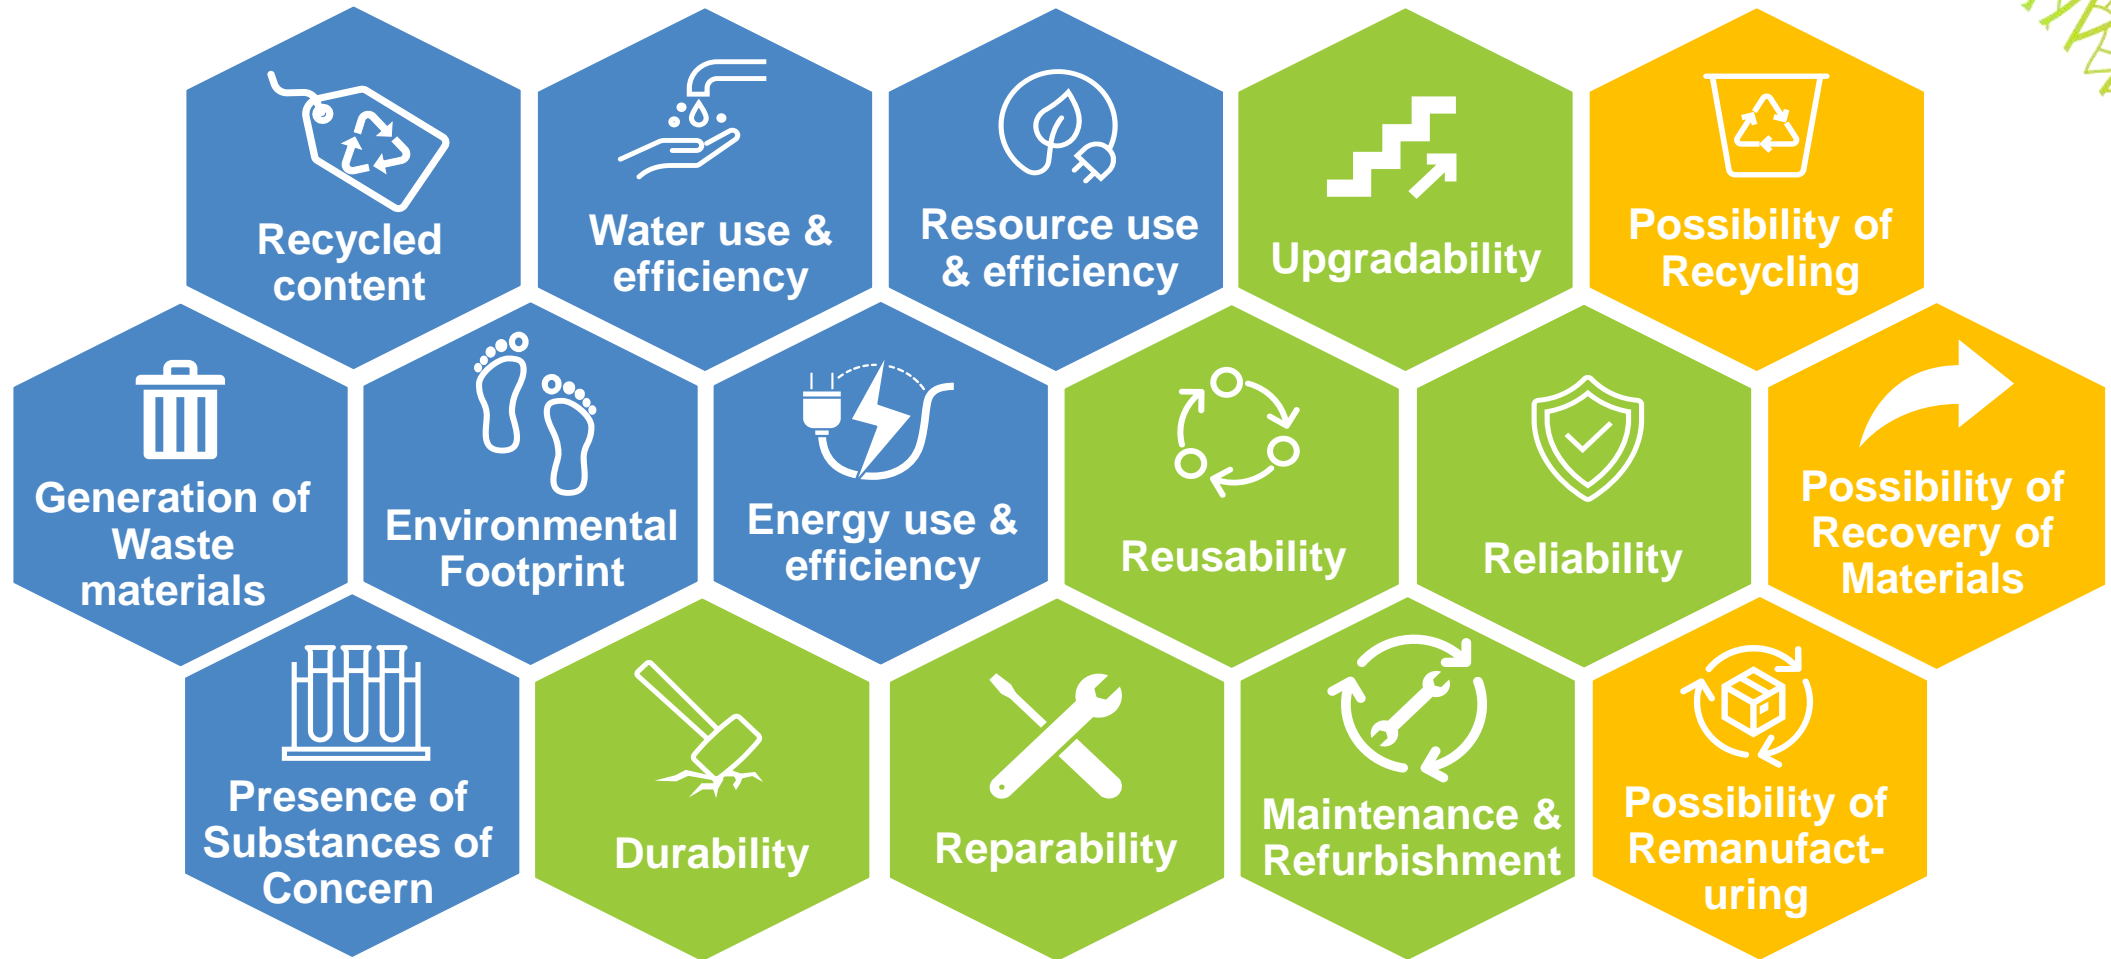 Recycled
content
Water use &
efficiency
Resource use
& efficiency
Upgradability
Possibility of
Recycling
Generation of
Waste
materials
Environmental
Footprint
Energy use &
efficiency
Reusability
Reliability
Possibility of
Recovery of
Materials
Presence of
Substances of
Concern
Durability
Reparability
Maintenance &
Refurbishment
Possibility of
Remanufact-
uring